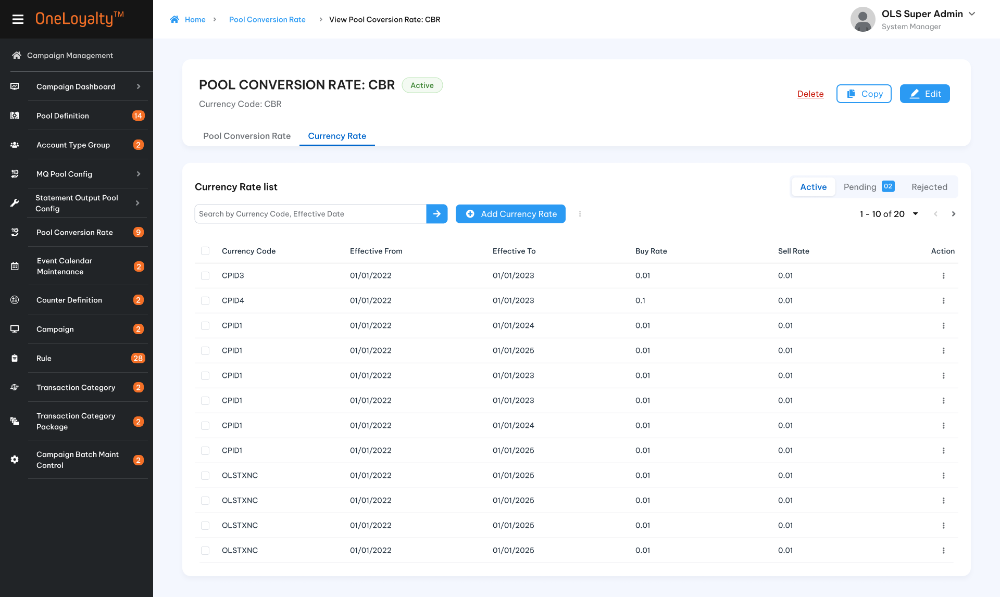 OneLoyalty™
Home
Pool Conversion Rate
View Pool Coversion Rate: CBR
OLS Super Admin
System Manager
Campaign Management
Campaign Dashboard
Pool Definition 14
Account Type Group 2
MQ Pool Config
Statement Output Pool
Config
Pool Conversion Rate 9
Event Calendar
Maintenance 2
Counter Definition 2
Campaign 2
Rule 28
Transaction Category 2
Transaction Category
Package 2
Campaign Batch Maint
Control 2
POOL CONVERSION RATE: CBR Active
Currency Code: CBR
Delete Copy Edit
Pool Conversion Rate Currency Rate
Currency Rate list
Active Pending 02 Rejected
Search by Currency Code, Effective Date
Add Currency Rate
1 - 10 of 20
Currency Code Effective From Effective To Buy Rate Sell Rate Action
CPID3 01/01/2022 01/01/2023 0.01 0.01
CPID4 01/01/2022 01/01/2023 0.1 0.01
CPID1 01/01/2022 01/01/2024 0.01 0.01
CPID1 01/01/2022 01/01/2025 0.01 0.01
CPID1 01/01/2022 01/01/2023 0.01 0.01
CPID1 01/01/2022 01/01/2023 0.01 0.01
CPID1 01/01/2022 01/01/2024 0.01 0.01
CPID1 01/01/2022 01/01/2025 0.01 0.01
OLSTXNC 01/01/2022 01/01/2025 0.01 0.01
OLSTXNC 01/01/2022 01/01/2025 0.01 0.01
OLSTXNC 01/01/2022 01/01/2025 0.01 0.01
OLSTXNC 01/01/2022 01/01/2025 0.01 0.01